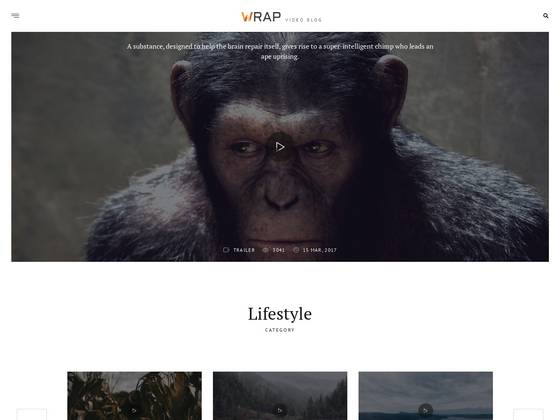 WRAP VIDEO BLOG
A substance, designed to help the brain repair itself, gives rise to a super-intelligent chimp who leads an
ape uprising.
TRAILER 3041 15 MAR, 2017
Lifestyle
CATEGORY